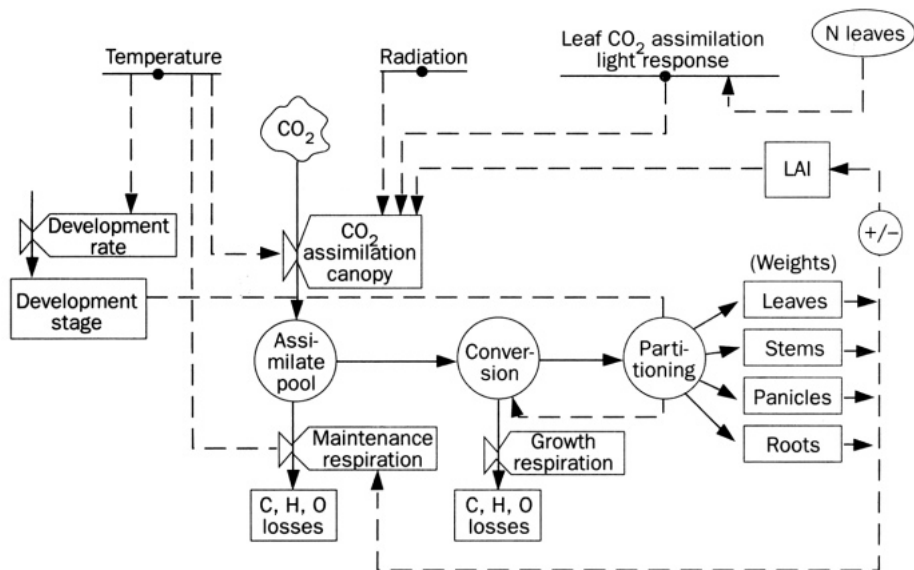 Temperature
Radiation
Leaf CO2 assimilation
light response
N leaves
CO2
LAI
+/−
Development
rate
CO2
assimilation
canopy
(Weights)
Development
stage
Leaves
Assi-
milate
pool
Conver-
sion
Parti-
tioning
Stems
Panicles
Roots
Maintenance
respiration
Growth
respiration
C, H, O
losses
C, H, O
losses